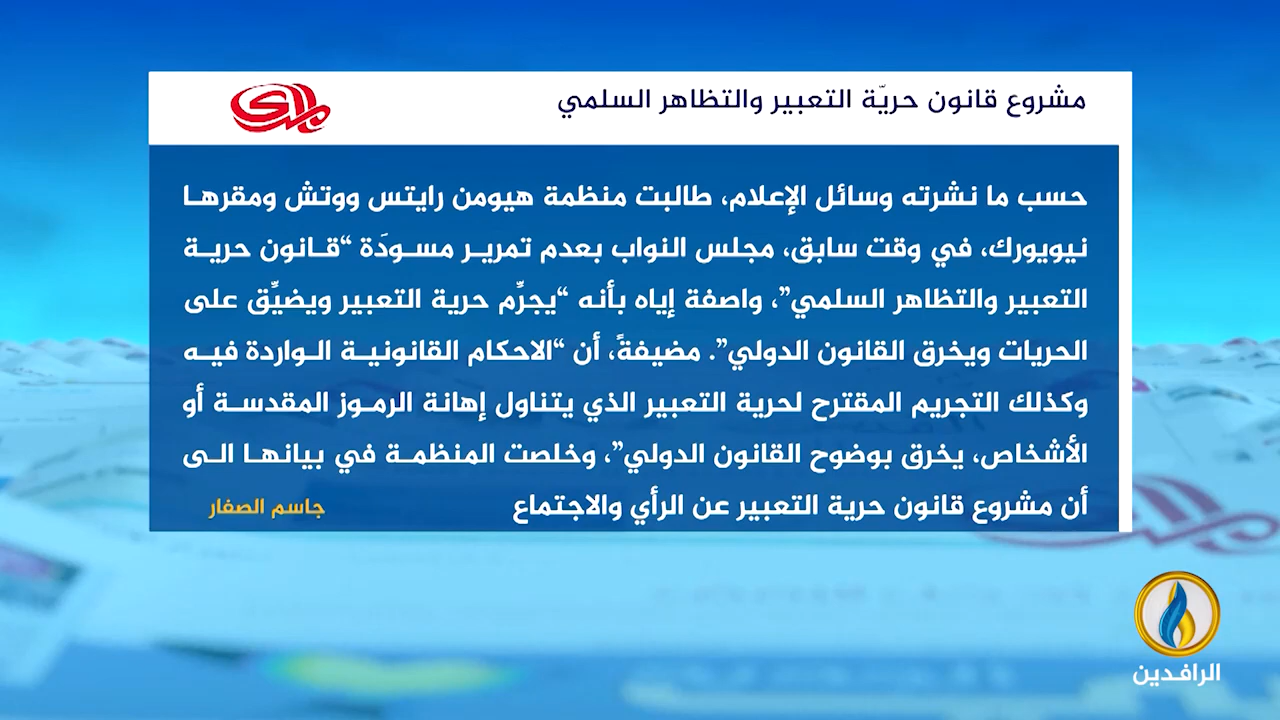 مشروع قانون حريّة التعبير والتظاهر السلمي
المدى
حسب ما نشرته وسائل الإعلام، طالبت منظمة هيومن رايتس ووتش ومقرها
نيويورك، في وقت سابق، مجلس النواب بعدم تمرير مسودَة “قانون حرية
التعبير والتظاهر السلمي”، واصفة إياه بأنه “يجرِّم حرية التعبير ويضيِّق على
الحريات ويخرق القانون الدولي”. مضيفةً، أن “الاحكام القانونية الواردة فيه
وكذلك التجريم المقترح لحرية التعبير الذي يتناول إهانة الرموز المقدسة أو
الأشخاص، يخرق بوضوح القانون الدولي”، وخلصت المنظمة في بيانها الى
أن مشروع قانون حرية التعبير عن الرأي والاجتماع
جاسم الصفار
الرافدين